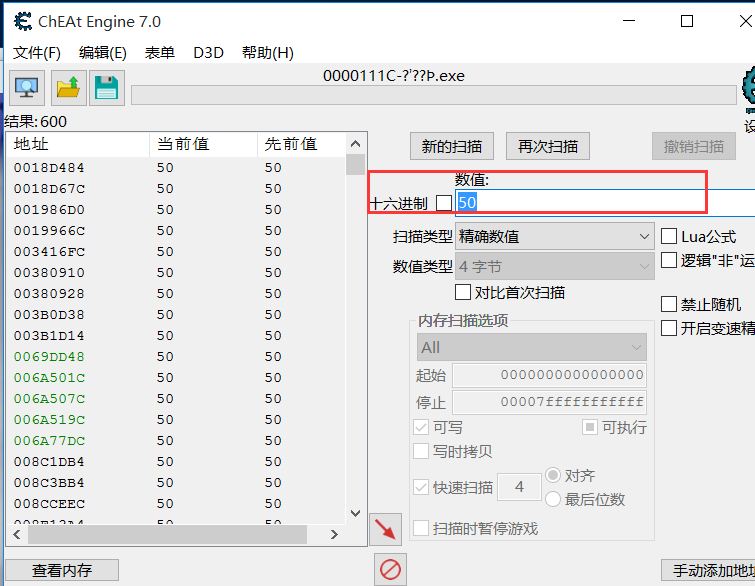 ChEAt Engine 7.0
文件(F) 编辑(E) 表单 D3D 帮助(H)
0000111C-?'??Þ.exe
结果:600
地址 当前值 先前值
0018D484 50 50
0018D67C 50 50
001986D0 50 50
0019966C 50 50
003416FC 50 50
00380910 50 50
00380928 50 50
003B0D38 50 50
003B1D14 50 50
0069DD48 50 50
006A501C 50 50
006A507C 50 50
006A519C 50 50
006A77DC 50 50
008C1DB4 50 50
008C3BB4 50 50
008CCEEC 50 50
新的扫描 再次扫描 撤销扫描
数值:
十六进制 50
扫描类型 精确数值
数值类型 4 字节
对比首次扫描
Lua公式
逻辑"非"运
禁止随机
开启变速精
内存扫描选项
All
起始 0000000000000000
停止 00007fffffffffff
可写 可执行
写时拷贝
快速扫描 4 对齐
最后位数
扫描时暂停游戏
查看内存 手动添加地址